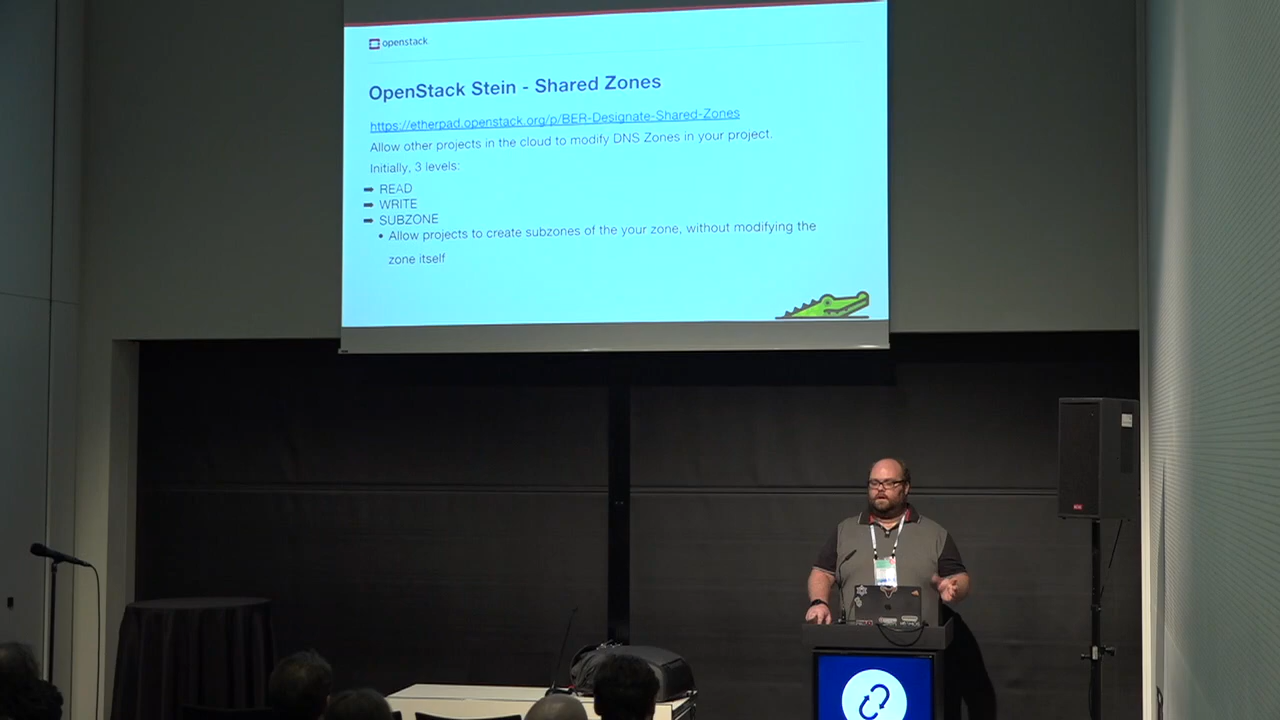 openstack
OpenStack Stein - Shared Zones
https://etherpad.openstack.org/p/BER-Designate-Shared-Zones
Allow other projects in the cloud to modify DNS Zones in your project.
Initially, 3 levels:
➡ READ
➡ WRITE
➡ SUBZONE
• Allow projects to create subzones of the your zone, without modifying the
zone itself